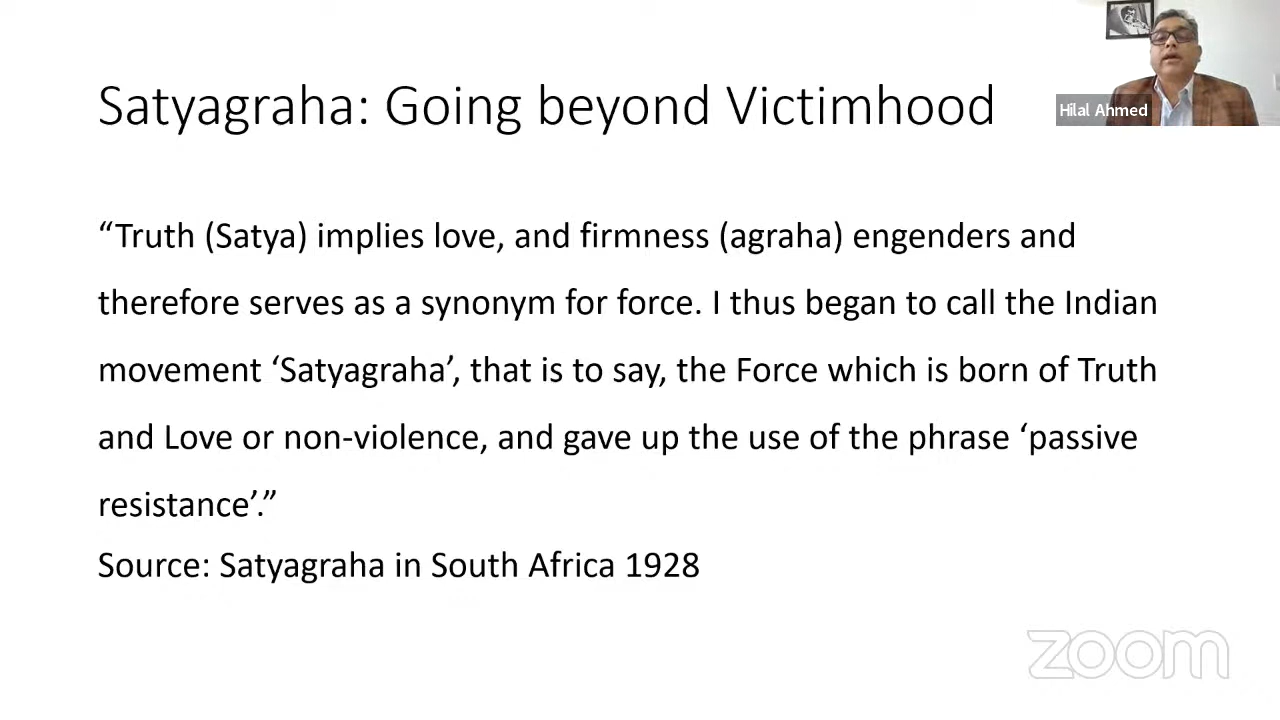 Satyagraha: Going beyond Victimhood
Hilal Ahmed
“Truth (Satya) implies love, and firmness (agraha) engenders and
therefore serves as a synonym for force. I thus began to call the Indian
movement ‘Satyagraha’, that is to say, the Force which is born of Truth
and Love or non-violence, and gave up the use of the phrase ‘passive
resistance’.”
Source: Satyagraha in South Africa 1928
zoom